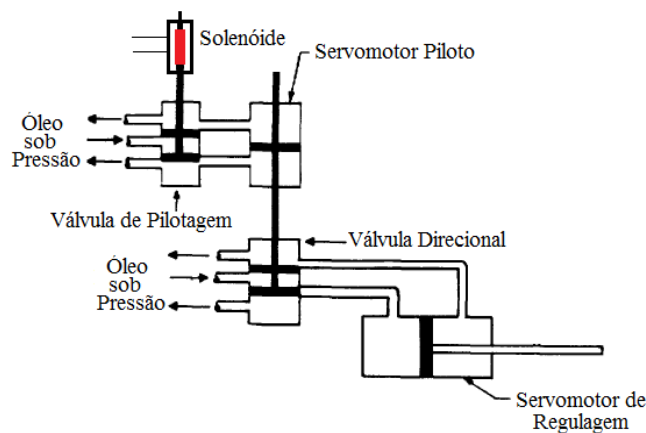 Solenóide
Servomotor Piloto
Óleo
sob
Pressão
Válvula de Pilotagem
Válvula Direcional
Óleo
sob
Pressão
Servomotor de
Regulagem